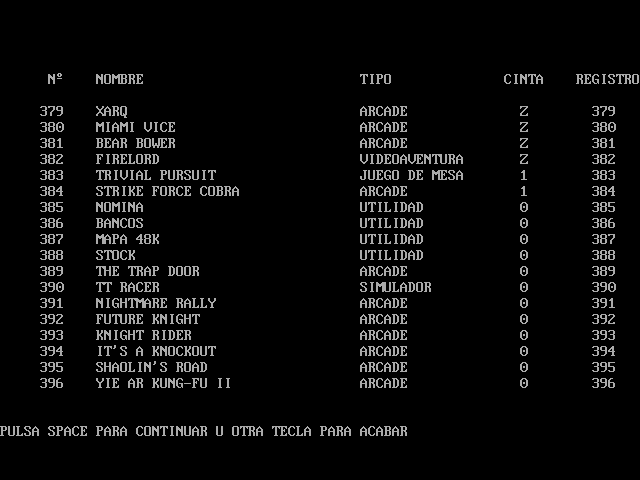 Nº NOMBRE TIPO CINTA REGISTRO
379 XARQ ARCADE Z 379
380 MIAMI VICE ARCADE Z 380
381 BEAR BOWER ARCADE Z 381
382 FIRELORD VIDEOAVENTURA Z 382
383 TRIVIAL PURSUIT JUEGO DE MESA 1 383
384 STRIKE FORCE COBRA ARCADE 1 384
385 NOMINA UTILIDAD 0 385
386 BANCOS UTILIDAD 0 386
387 MAPA 48K UTILIDAD 0 387
388 STOCK UTILIDAD 0 388
389 THE TRAP DOOR ARCADE 0 389
390 TT RACER SIMULADOR 0 390
391 NIGHTMARE RALLY ARCADE 0 391
392 FUTURE KNIGHT ARCADE 0 392
393 KNIGHT RIDER ARCADE 0 393
394 IT'S A KNOCKOUT ARCADE 0 394
395 SHAOLIN'S ROAD ARCADE 0 395
396 YIE AR KUNG-FU II ARCADE 0 396
PULSA SPACE PARA CONTINUAR U OTRA TECLA PARA ACABAR